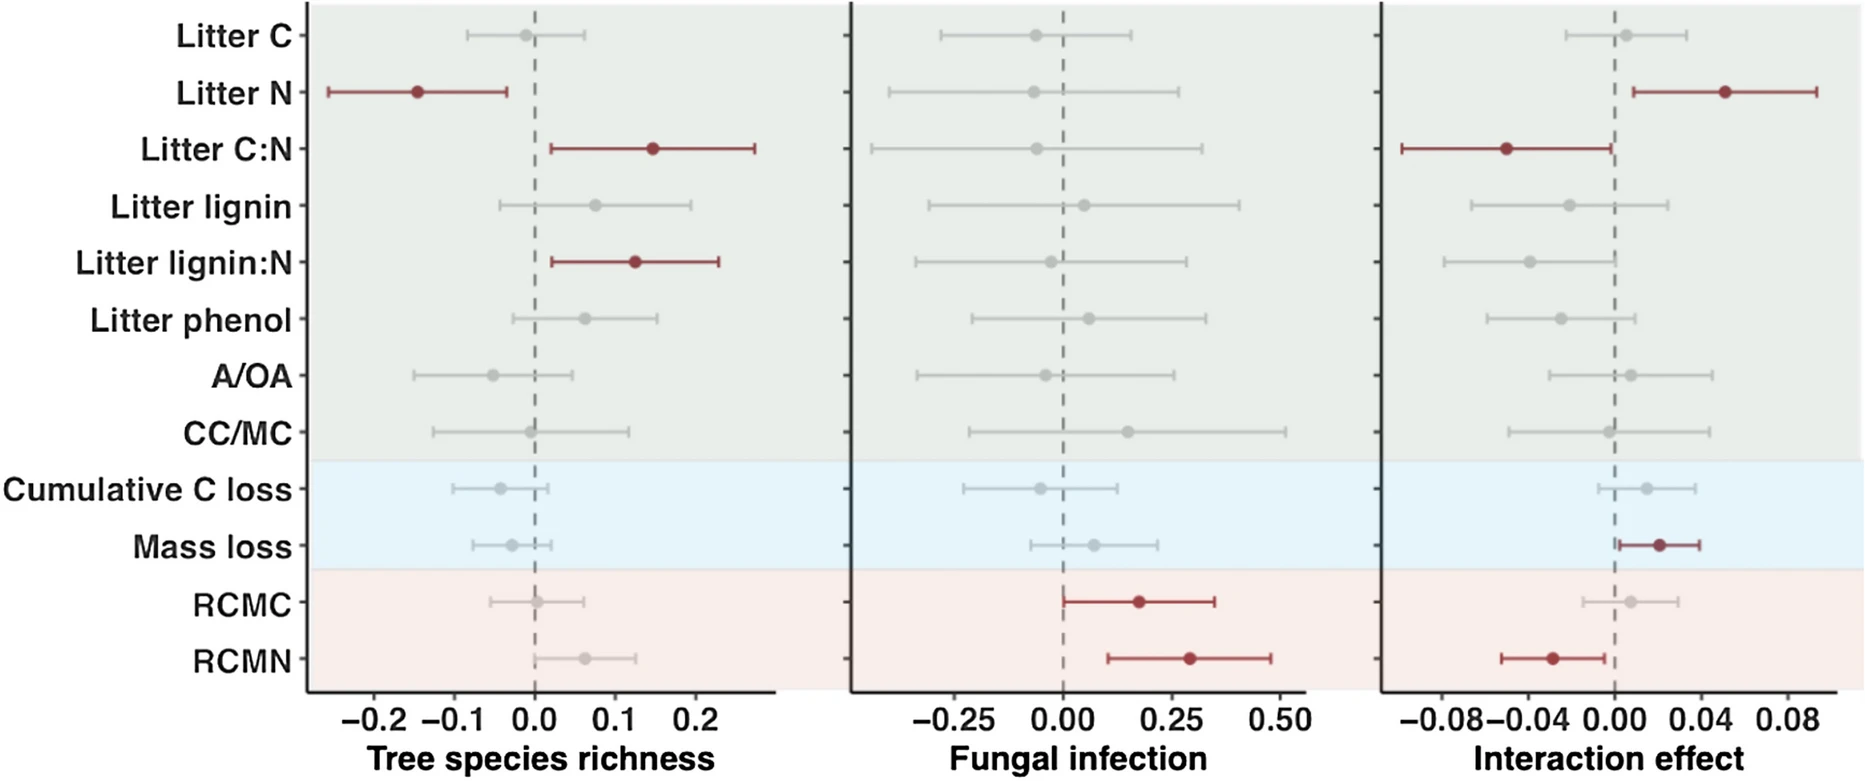 Litter C
Litter N
Litter C:N
Litter lignin
Litter lignin:N
Litter phenol
A/OA
CC/MC
Cumulative C loss
Mass loss
RCMC
RCMN
−0.2 −0.1 0.0 0.1 0.2
Tree species richness
−0.25 0.00 0.25 0.50
Fungal infection
−0.08 −0.04 0.00 0.04 0.08
Interaction effect